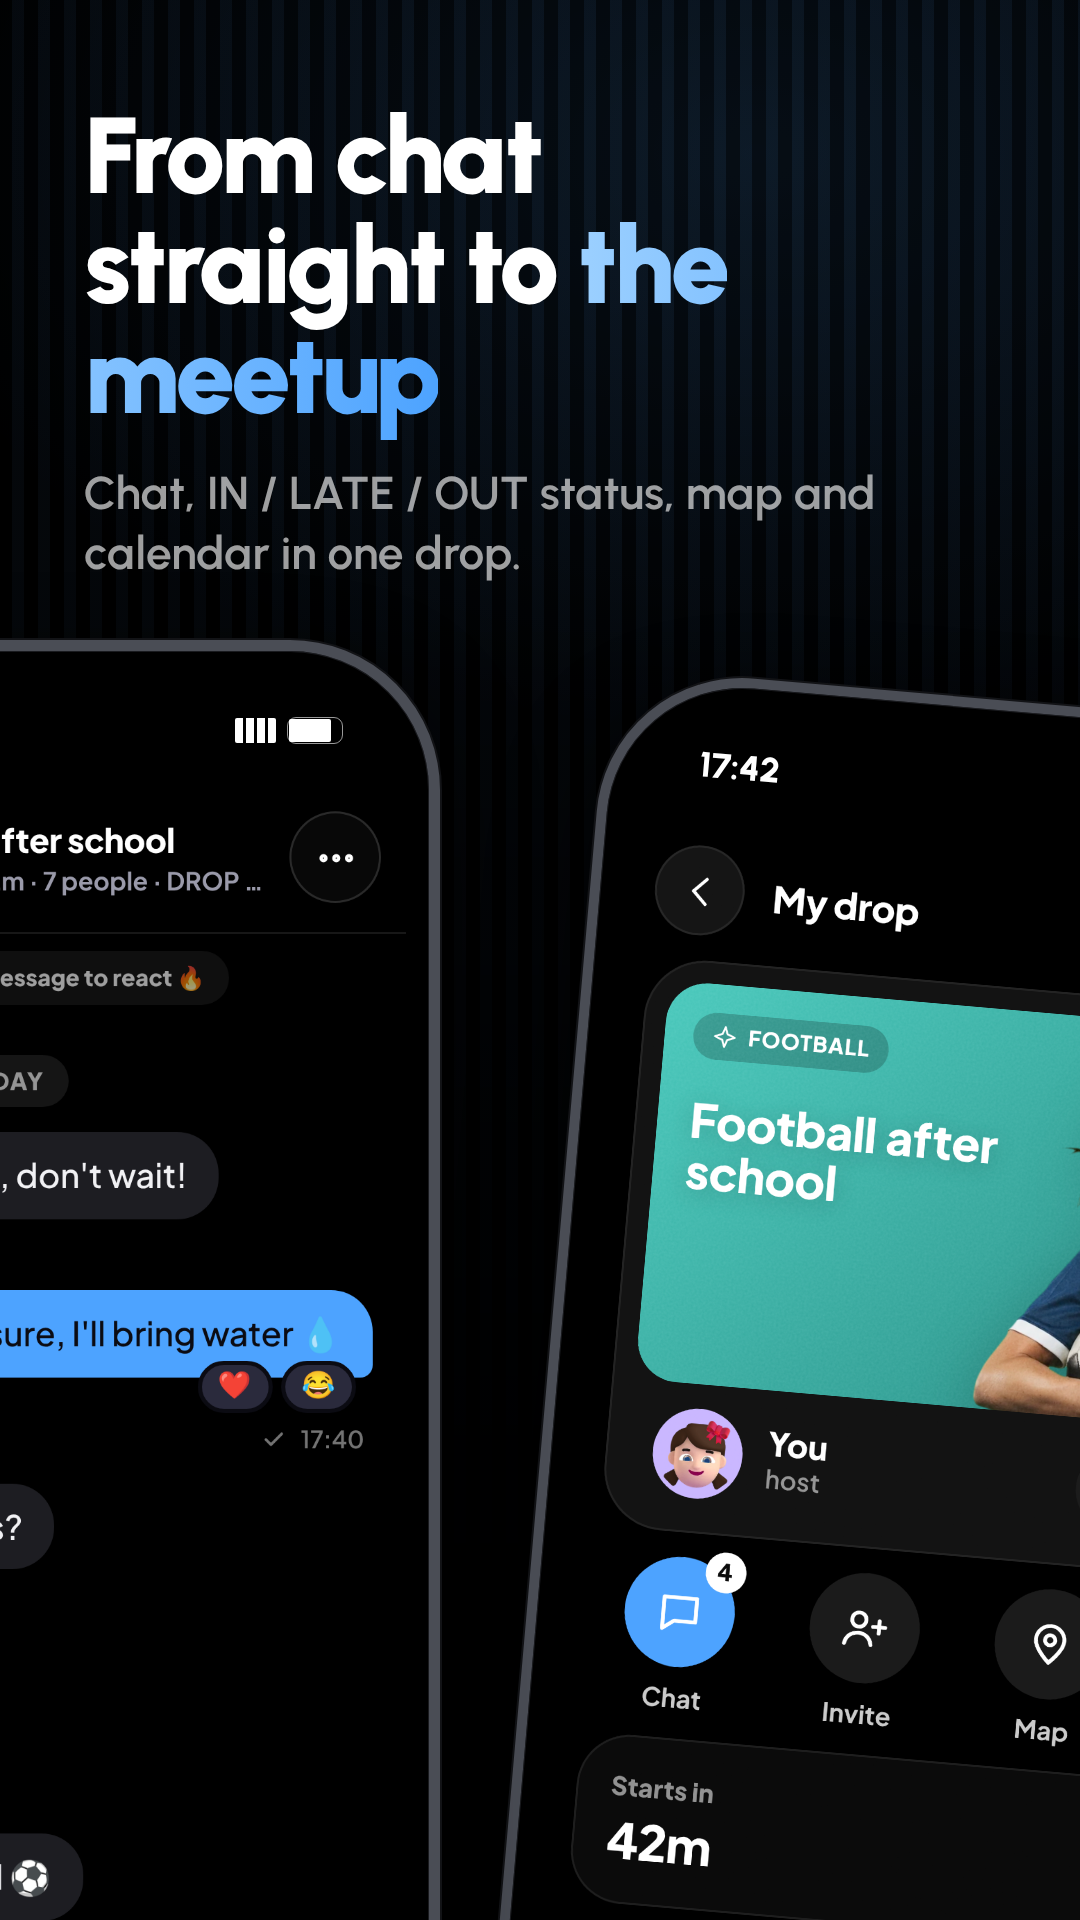 From chat
straight to the
meetup
Chat, IN / LATE / OUT status, map and
calendar in one drop.
fter school
m · 7 people · DROP ...
essage to react 🔥
DAY
, don't wait!
sure, I'll bring water 💧
❤️ 😂
17:40
s?
⚽
17:42
My drop
FOOTBALL
Football after
school
You
host
4
Chat
Invite
Map
Starts in
42m